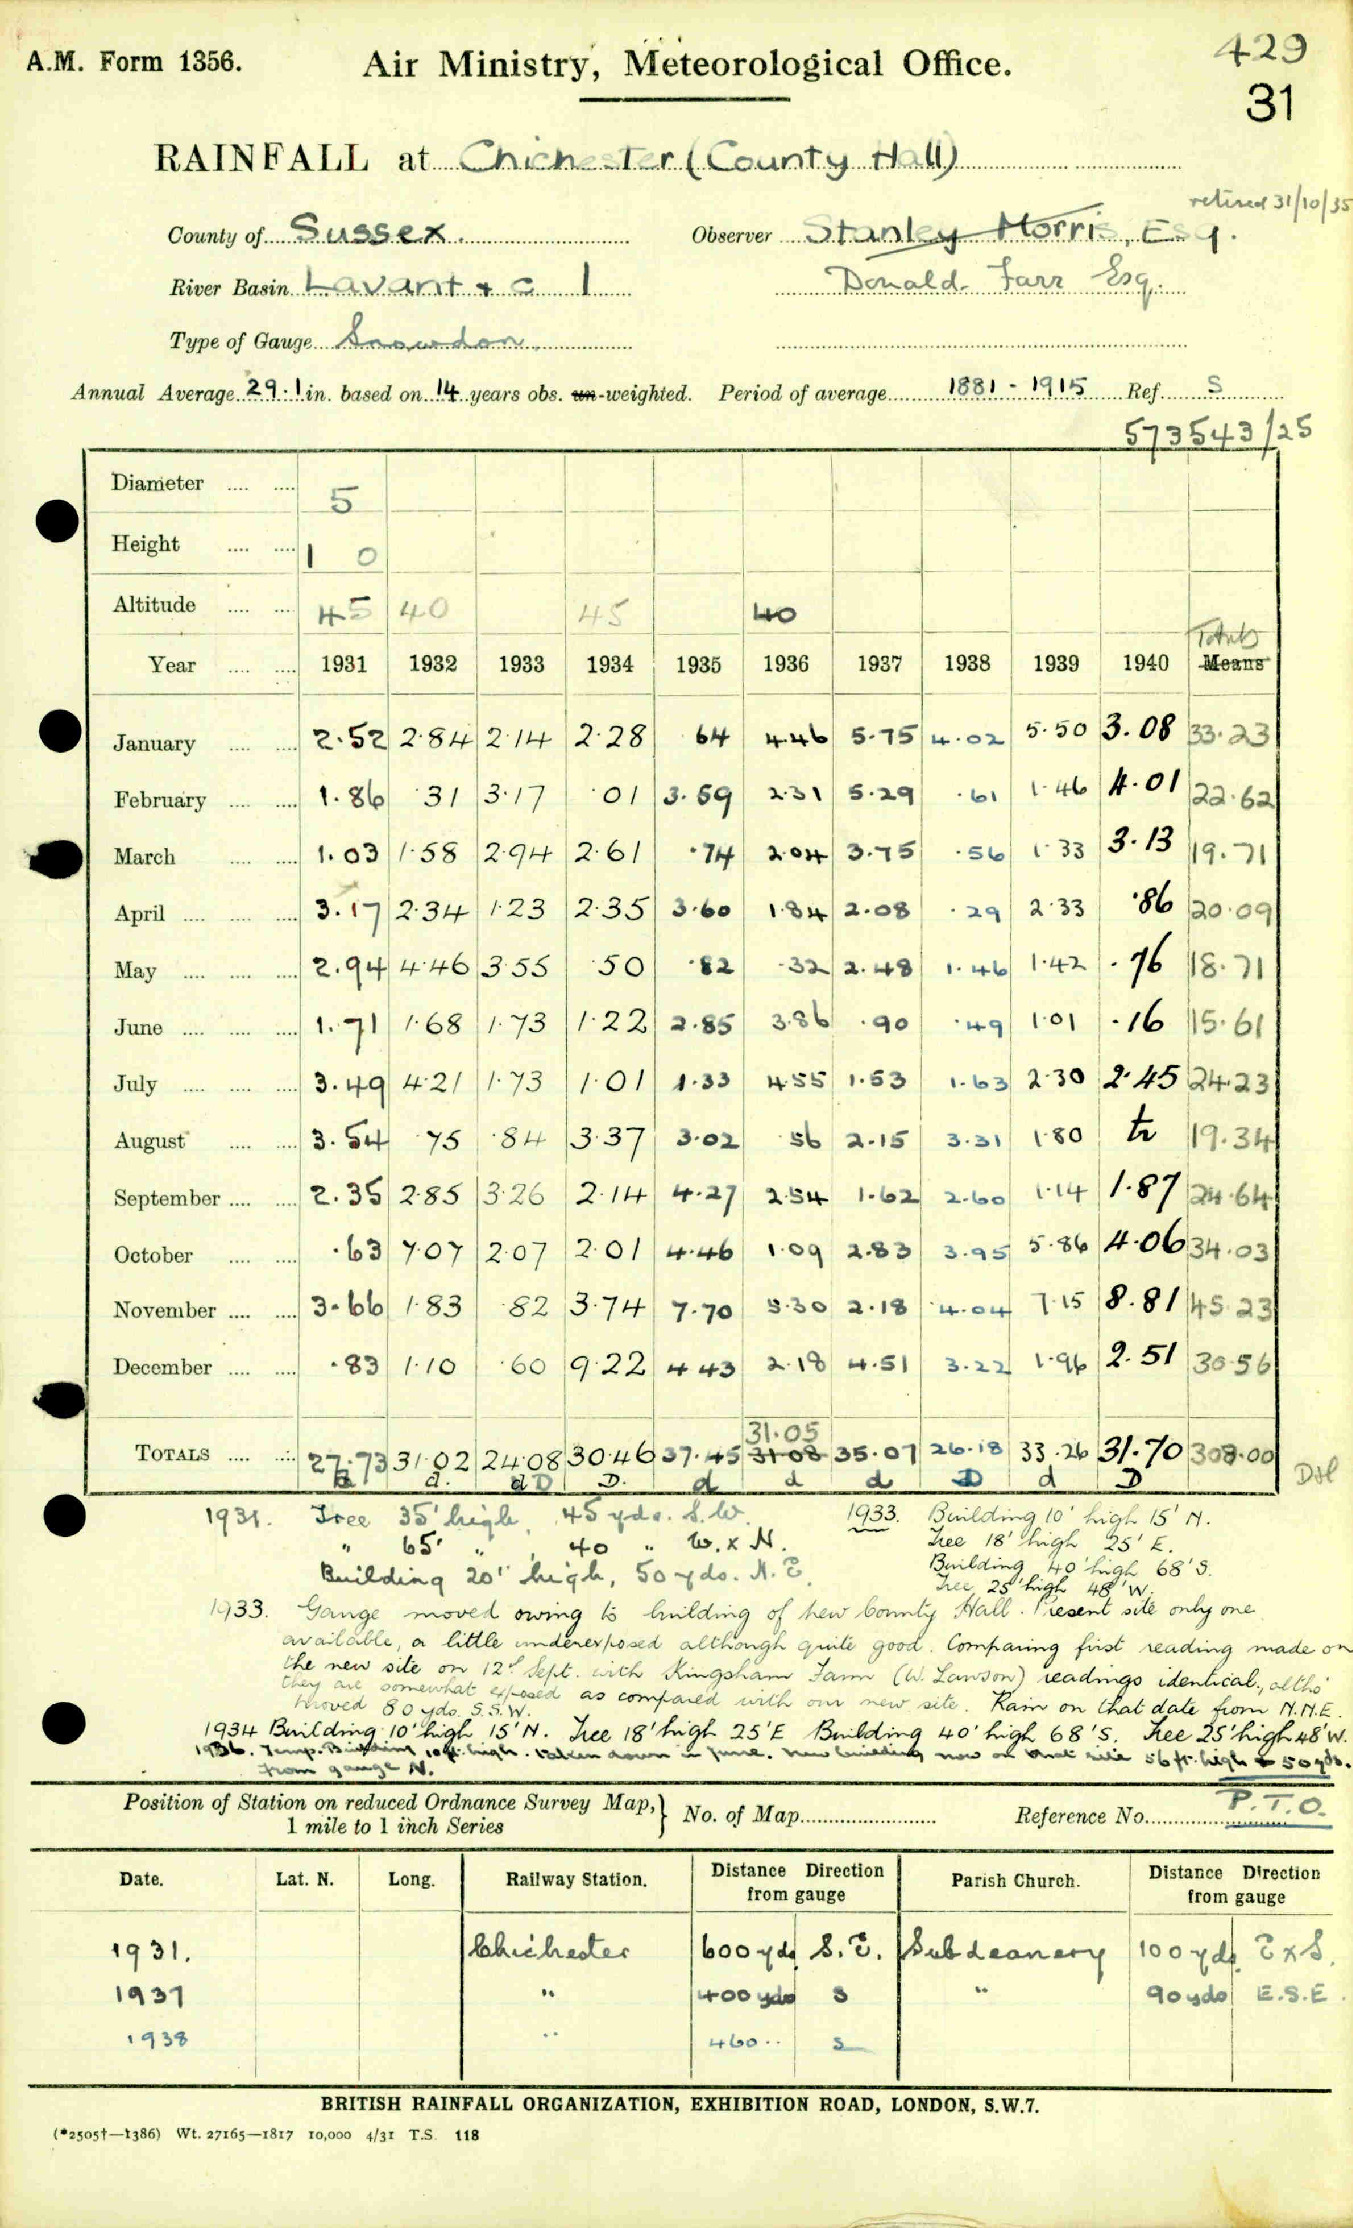 429
A.M. Form 1356. Air Ministry, Meteorological Office.
31
RAINFALL at Chichester (County Hall)
retired 31/10/35
County of Sussex. Observer Stanley Morris, Esq.
River Basin Lavant & c 1 Donald Farr Esq.
Type of Gauge Snowdon.
Annual Average 29.1 in. based on 14 years obs. un-weighted. Period of average 1881 - 1915 Ref. S
573543/25
Diameter 5
Height 1 0
Altitude 45 40 45 40
Totals
Year 1931 1932 1933 1934 1935 1936 1937 1938 1939 1940 Means
January 2.52 2.84 2.14 2.28 64 4.46 5.75 4.02 5.50 3.08 33.23
February 1.86 .31 3.17 .01 3.59 2.31 5.29 .61 1.46 4.01 22.62
March 1.03 1.58 2.94 2.61 .74 2.04 3.75 .56 1.33 3.13 19.71
April 3.17 2.34 1.23 2.35 3.60 1.84 2.08 .29 2.33 .86 20.09
May 2.94 4.46 3.55 .50 .82 .32 2.48 1.46 1.42 .76 18.71
June 1.71 1.68 1.73 1.22 2.85 3.86 .90 .49 1.01 .16 15.61
July 3.49 4.21 1.73 1.01 1.33 4.55 1.53 1.63 2.30 2.45 24.23
August 3.54 .75 .84 3.37 3.02 .56 2.15 3.31 1.80 tr 19.34
September 2.35 2.85 3.26 2.14 4.27 2.54 1.62 2.60 1.14 1.87 24.64
October .63 7.07 2.07 2.01 4.46 1.09 2.83 3.95 5.86 4.06 34.03
November 3.66 1.83 .82 3.74 7.70 5.30 2.18 4.04 7.15 8.81 45.23
December .83 1.10 .60 9.22 4.43 2.18 4.51 3.22 1.96 2.51 30.56
31.05
TOTALS 27.73 31.02 24.08 30.46 37.45 31.08 35.07 26.18 33.26 31.70 308.00
d. d D D. d d d D d D
1931. Tree 35' high, 45 yds. S.W. 1933. Building 10' high 15' N.
" 65' " , 40 " W. x N. Tree 18' high 25' E.
Building 20' high, 50 yds. N.E. Building 40' high 68' S.
Tree 25' high 48' W.
1933. Gauge moved owing to building of new County Hall. Present site only one
available, a little underexposed although quite good. Comparing first reading made on
the new site on 12th Sept. with Kingsham Farm (W. Lawson) readings identical, altho'
they are somewhat exposed as compared with our new site. Rain on that date from N.N.E.
Moved 80 yds. S.S.W.
1934 Building 10' high 15' N. Tree 18' high 25' E Building 40' high 68' S. Tree 25' high 48' W.
1936. Temp. Building 10 ft. high. taken down in June. New building now on that site 56 ft. high & 50 yds.
from gauge N.
P.T.O.
Position of Station on reduced Ordnance Survey Map, 1 mile to 1 inch Series } No. of Map Reference No.
Date. Lat. N. Long. Railway Station. Distance Direction from gauge Parish Church. Distance Direction from gauge
1931. Chichester 600 yds. S.E. Subdeanery 100 yds. E x S.
1937 " 400 yds S " 90 yds E.S.E.
1938 " 460 " S
BRITISH RAINFALL ORGANIZATION, EXHIBITION ROAD, LONDON, S.W.7.
(*2505†—1386) Wt. 27165—1817 10,000 4/31 T.S. 118